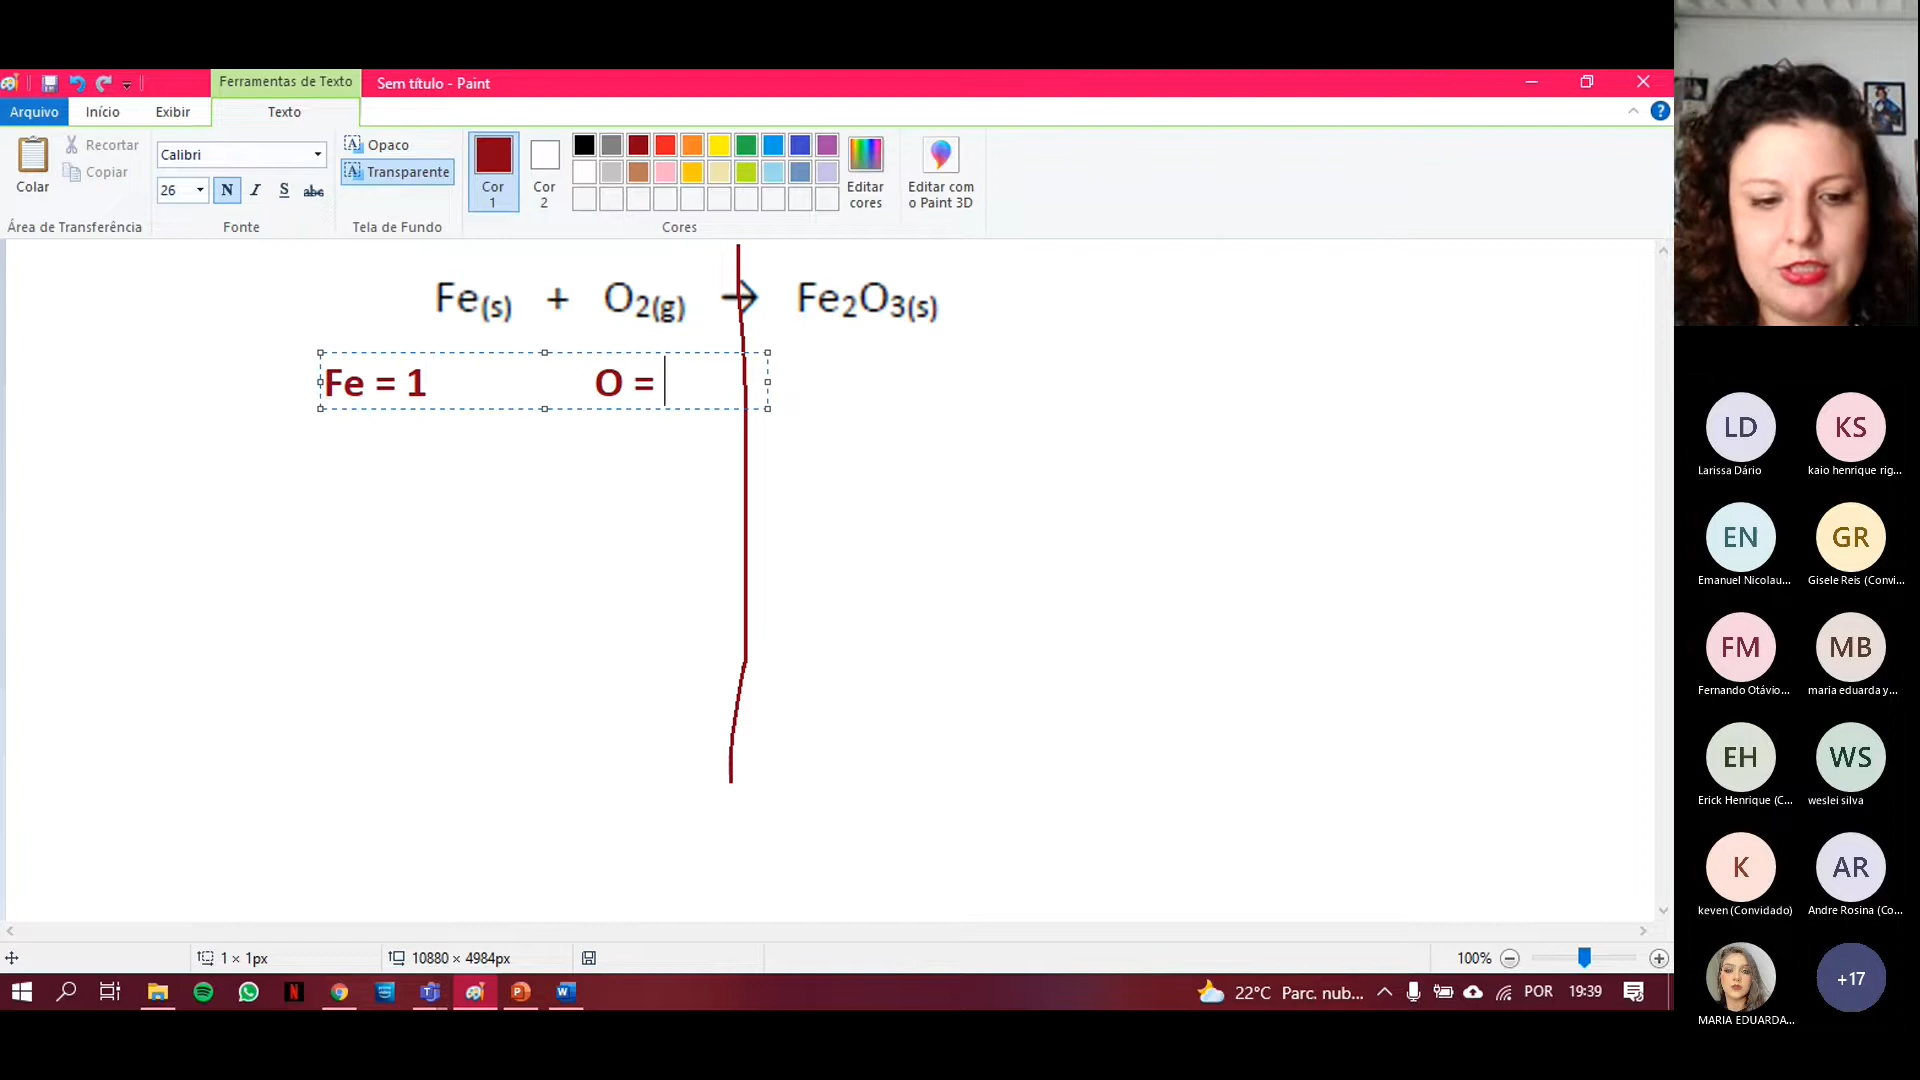 Ferramentas de Texto
Sem título - Paint
Arquivo
Início
Exibir
Texto
Colar
Recortar
Copiar
Área de Transferência
Calibri
26
N I S abc
Fonte
Opaco
Transparente
Tela de Fundo
Cor
1
Cor
2
Editar
cores
Editar com
o Paint 3D
Cores
Fe(s) + O2(g) → Fe2O3(s)
Fe = 1 O =
1 × 1px
10880 × 4984px
100%
22°C Parc. nub...
POR
19:39
LD
Larissa Dário
KS
kaio henrique rig...
EN
Emanuel Nicolau...
GR
Gisele Reis (Convi...
FM
Fernando Otávio...
MB
maria eduarda y...
EH
Erick Henrique (C...
WS
weslei silva
K
keven (Convidado)
AR
Andre Rosina (Co...
MARIA EDUARDA...
+17